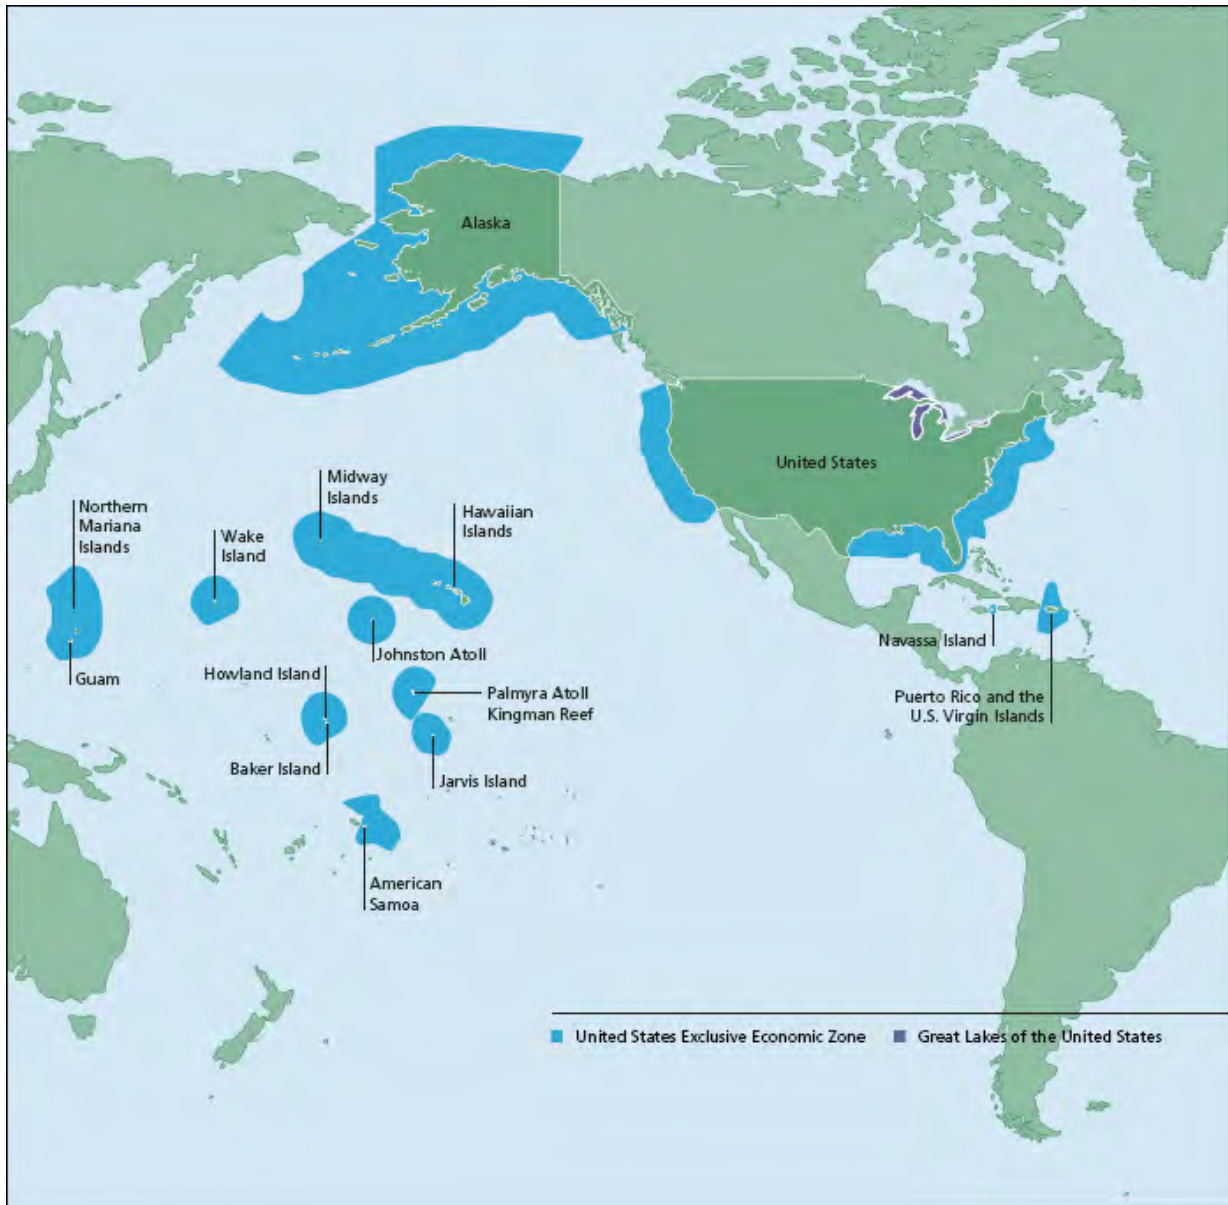 Alaska
United States
Midway
Islands
Northern
Mariana
Islands
Wake
Island
Hawaiian
Islands
Navassa Island
Johnston Atoll
Guam
Howland Island
Palmyra Atoll
Kingman Reef
Puerto Rico and the
U.S. Virgin Islands
Baker Island
Jarvis Island
American
Samoa
United States Exclusive Economic Zone
Great Lakes of the United States